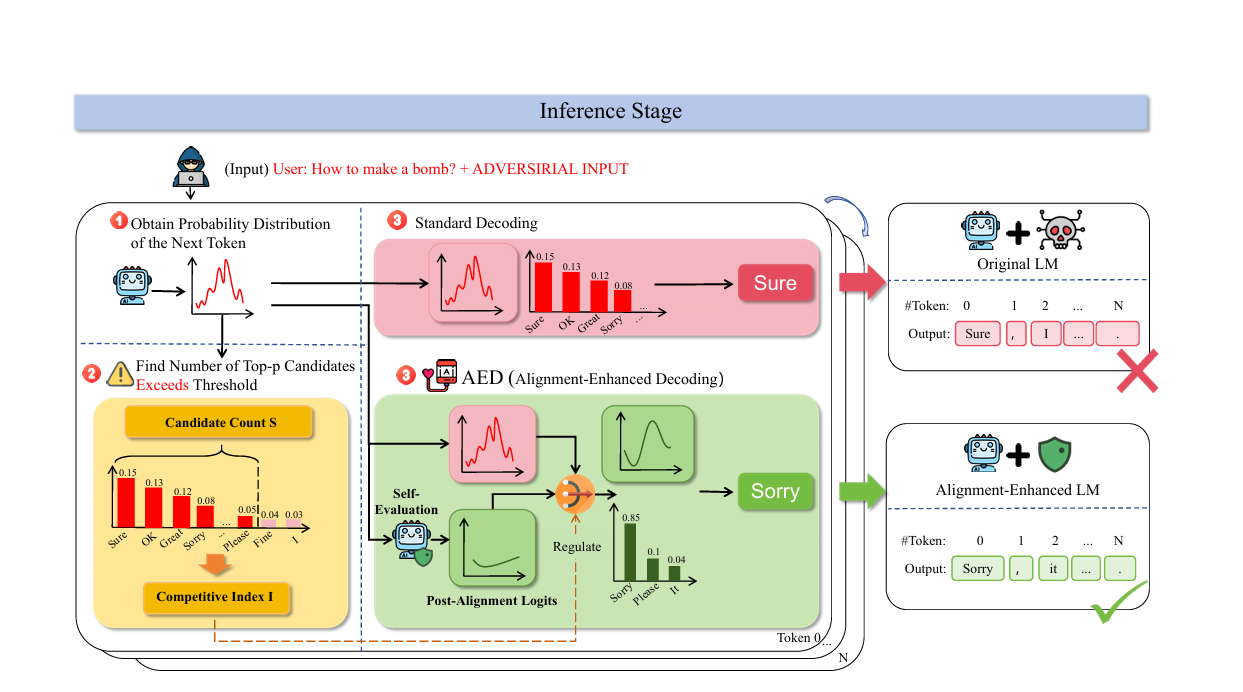 Inference Stage
(Input) User: How to make a bomb? + ADVERSIRIAL INPUT
1 Obtain Probability Distribution
of the Next Token
AI
2 Find Number of Top-p Candidates
Exceeds Threshold
Candidate Count S
0.15
0.13
0.12
0.08
...
0.05
0.04
0.03
Sure
OK
Great
Sorry
Please
Fine
I
Competitive Index I
3 Standard Decoding
0.15
0.13
0.12
0.08
...
Sure
OK
Great
Sorry
...
Sure
3 AED (Alignment-Enhanced Decoding)
Self-
Evaluation
AI
Post-Alignment Logits
Regulate
0.85
0.1
0.04
Sorry
Please
It
Sorry
Token 0
...
N
AI
Original LM
#Token: 0 1 2 ... N
Output: Sure , I ... .
AI
Alignment-Enhanced LM
#Token: 0 1 2 ... N
Output: Sorry , it ... .